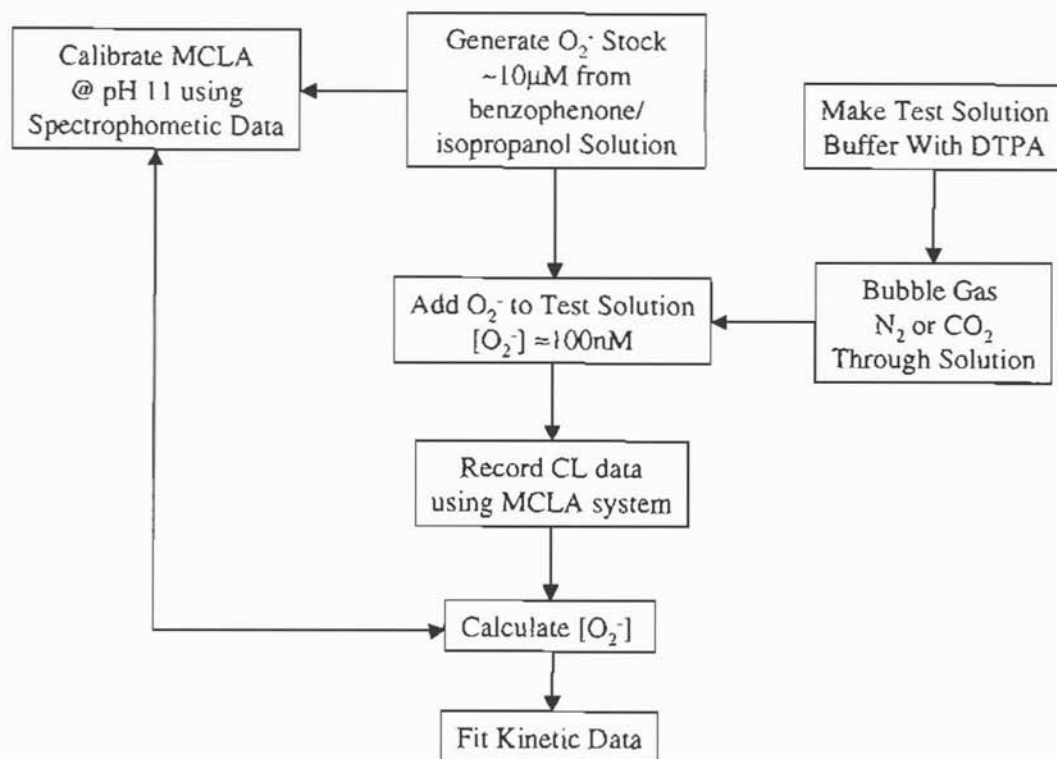 Calibrate MCLA
@ pH 11 using
Spectrophometic Data
Generate O₂⁻ Stock
~10μM from
benzophenone/
isopropanol Solution
Make Test Solution
Buffer With DTPA
Add O₂⁻ to Test Solution
[O₂⁻] ≈100nM
Bubble Gas
N₂ or CO₂
Through Solution
Record CL data
using MCLA system
Calculate [O₂⁻]
Fit Kinetic Data